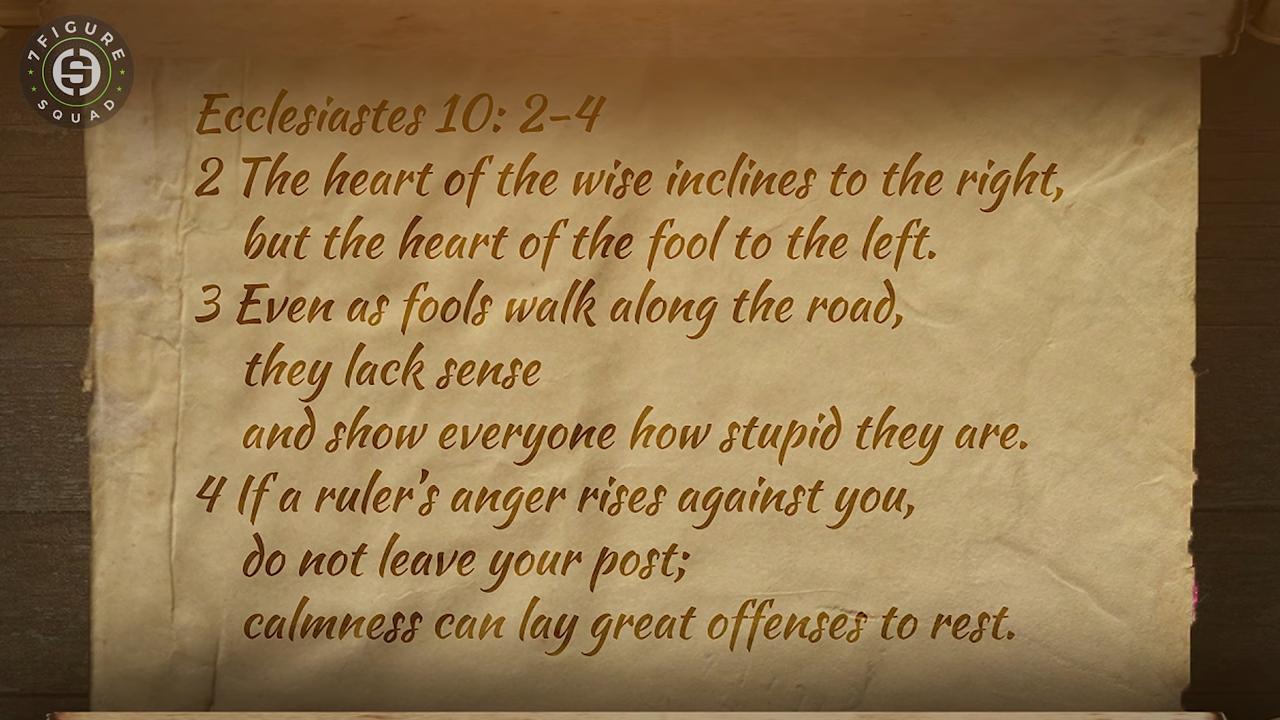 7FIGURE
SQUAD
Ecclesiastes 10: 2-4
2 The heart of the wise inclines to the right,
but the heart of the fool to the left.
3 Even as fools walk along the road,
they lack sense
and show everyone how stupid they are.
4 If a ruler's anger rises against you,
do not leave your post;
calmness can lay great offenses to rest.